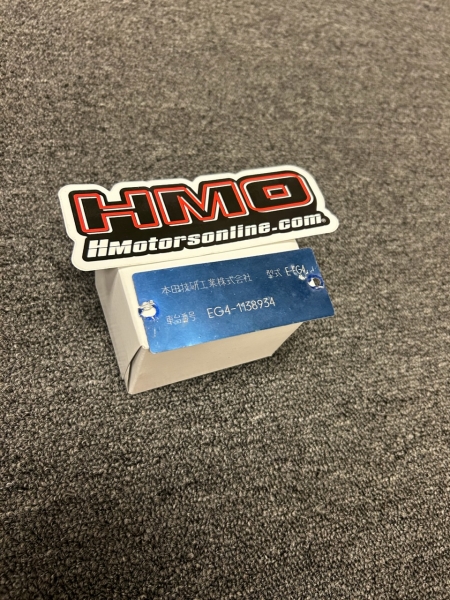 HMO
HMotorsonline.com®
本田技研工業株式会社 型式 E-EG4
車台番号 EG4-1138934